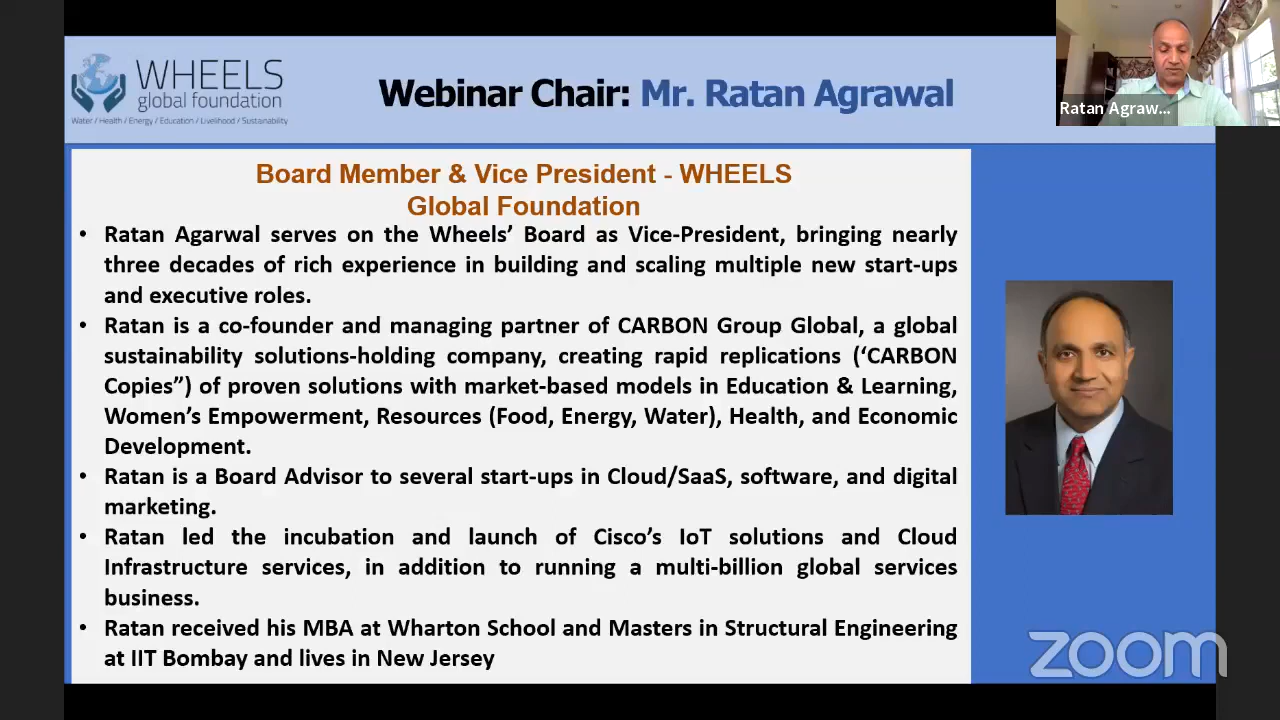 WHEELS
global foundation
Water / Health / Energy / Education / Livelihood / Sustainability
Webinar Chair: Mr. Ratan Agrawal
Ratan Agraw...
Board Member & Vice President - WHEELS
Global Foundation
• Ratan Agarwal serves on the Wheels' Board as Vice-President, bringing nearly
three decades of rich experience in building and scaling multiple new start-ups
and executive roles.
• Ratan is a co-founder and managing partner of CARBON Group Global, a global
sustainability solutions-holding company, creating rapid replications (‘CARBON
Copies”) of proven solutions with market-based models in Education & Learning,
Women’s Empowerment, Resources (Food, Energy, Water), Health, and Economic
Development.
• Ratan is a Board Advisor to several start-ups in Cloud/SaaS, software, and digital
marketing.
• Ratan led the incubation and launch of Cisco’s IoT solutions and Cloud
Infrastructure services, in addition to running a multi-billion global services
business.
• Ratan received his MBA at Wharton School and Masters in Structural Engineering
at IIT Bombay and lives in New Jersey
zoom